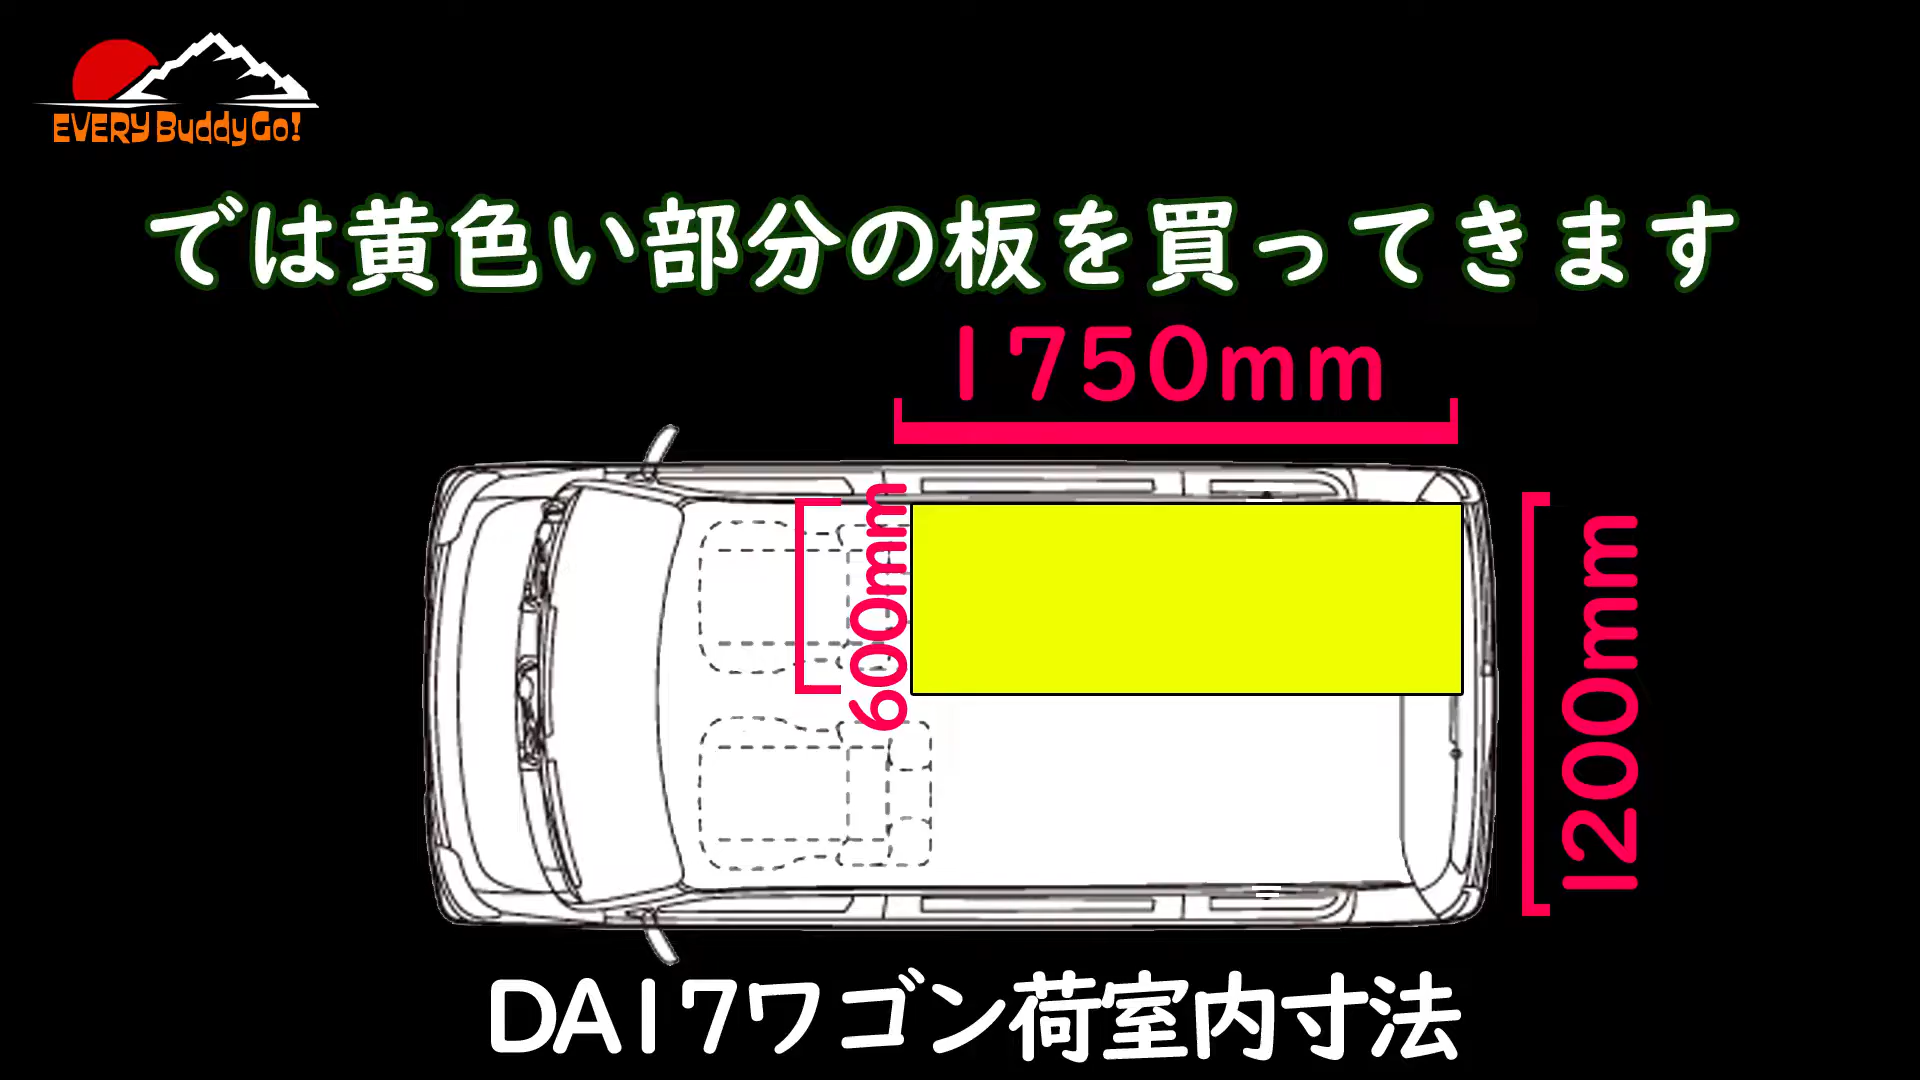 EVERY Buddy Go!
では黄色い部分の板を買ってきます
1750mm
600mm
1200mm
DA17ワゴン荷室内寸法